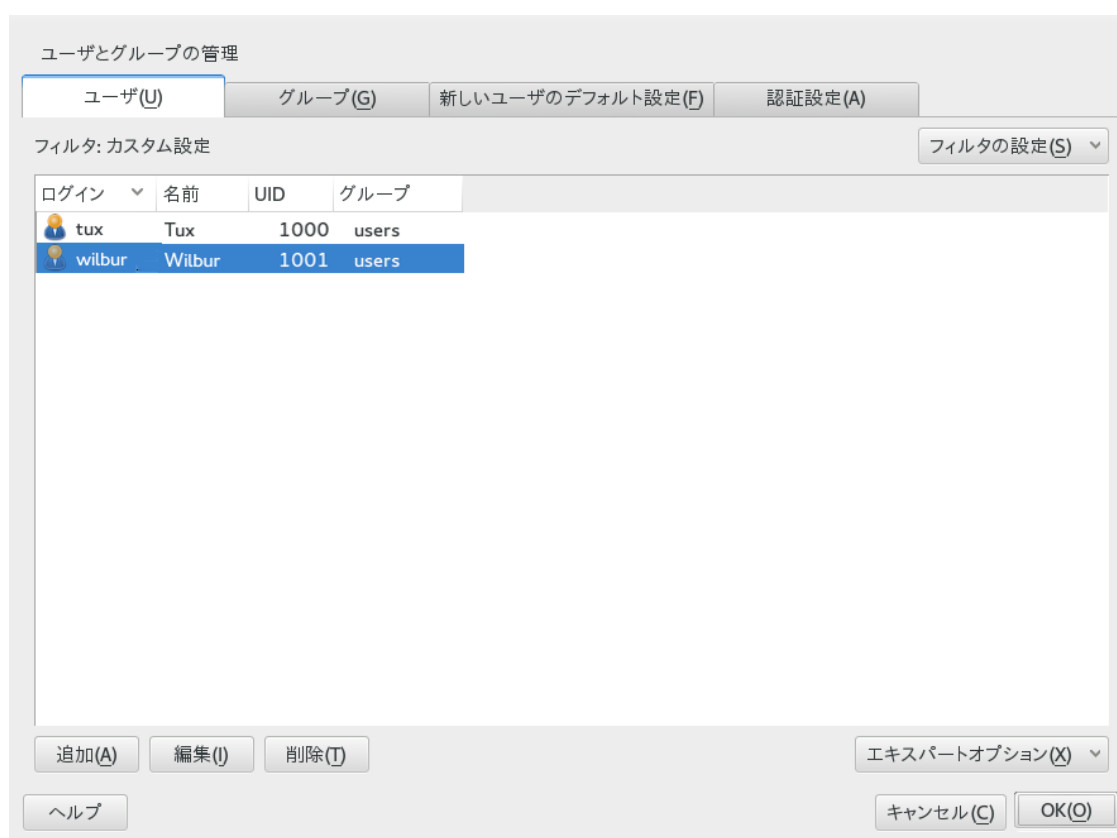 ユーザとグループの管理
ユーザ(U) グループ(G) 新しいユーザのデフォルト設定(F) 認証設定(A)
フィルタ: カスタム設定 フィルタの設定(S)
ログイン 名前 UID グループ
tux Tux 1000 users
wilbur Wilbur 1001 users
追加(A) 編集(I) 削除(T) エキスパートオプション(X)
ヘルプ キャンセル(C) OK(O)